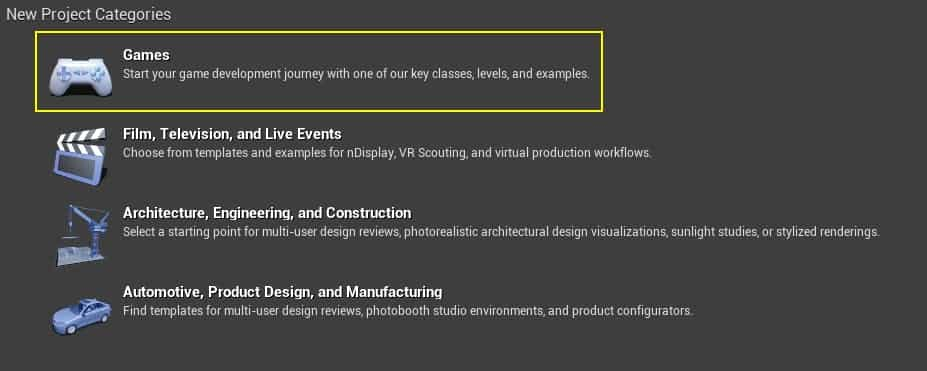 New Project Categories
Games
Start your game development journey with one of our key classes, levels, and examples.
Film, Television, and Live Events
Choose from templates and examples for nDisplay, VR Scouting, and virtual production workflows.
Architecture, Engineering, and Construction
Select a starting point for multi-user design reviews, photorealistic architectural design visualizations, sunlight studies, or stylized renderings.
Automotive, Product Design, and Manufacturing
Find templates for multi-user design reviews, photobooth studio environments, and product configurators.